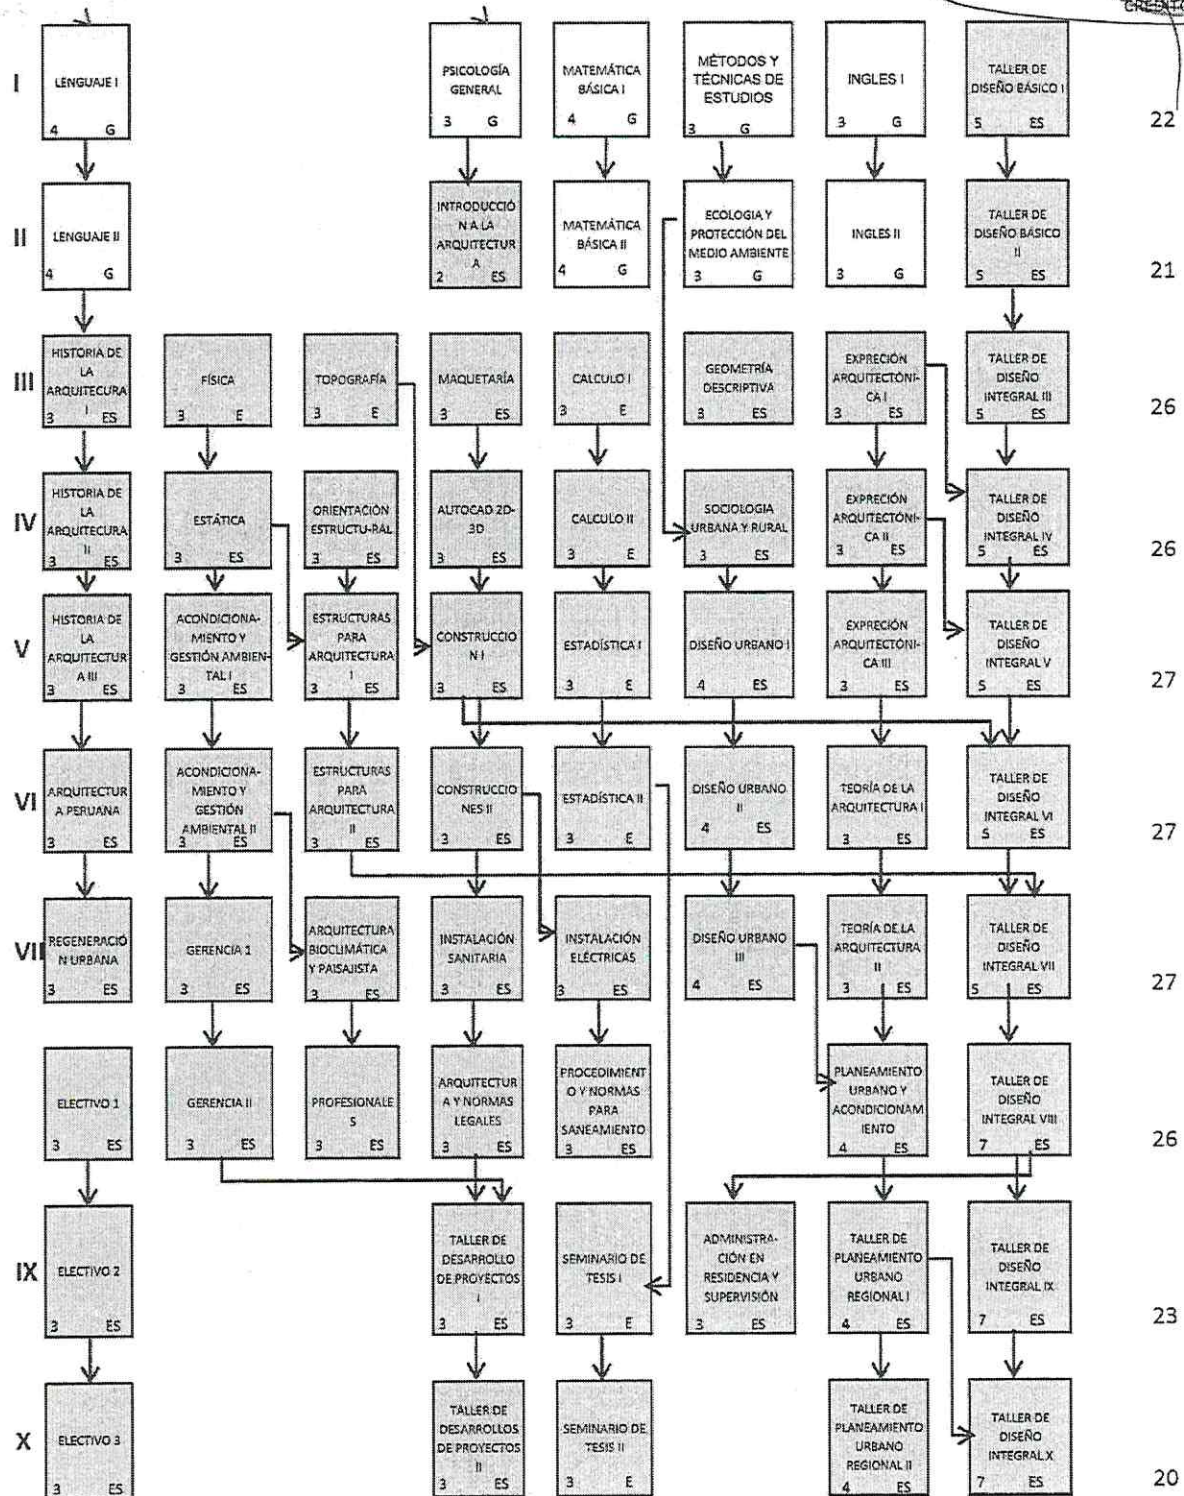 CREDITO
I
LENGUAJE I
4 G
PSICOLOGÍA
GENERAL
3 G
MATEMÁTICA
BÁSICA I
4 G
MÉTODOS Y
TÉCNICAS DE
ESTUDIOS
3 G
INGLES I
3 G
TALLER DE
DISEÑO BÁSICO I
5 ES
22
II
LENGUAJE II
4 G
INTRODUCCIÓ
N A LA
ARQUITECTUR
A
2 ES
MATEMÁTICA
BÁSICA II
4 G
ECOLOGIA Y
PROTECCIÓN DEL
MEDIO AMBIENTE
3 G
INGLES II
3 G
TALLER DE
DISEÑO BÁSICO
II
5 ES
21
III
HISTORIA DE
LA
ARQUITECURA
I
3 ES
FÍSICA
3 E
TOPOGRAFÍA
3 E
MAQUETARÍA
3 ES
CALCULO I
3 E
GEOMETRÍA
DESCRIPTIVA
3 ES
EXPRECIÓN
ARQUITECTÓNI-
CA I
3 ES
TALLER DE
DISEÑO
INTEGRAL III
5 ES
26
IV
HISTORIA DE
LA
ARQUITECURA
II
3 ES
ESTÁTICA
3 ES
ORIENTACIÓN
ESTRUCTU-RAL
3 ES
AUTOCAD 2D-
3D
3 ES
CALCULO II
3 E
SOCIOLOGIA
URBANA Y RURAL
3 ES
EXPRECIÓN
ARQUITECTÓNI-
CA II
3 ES
TALLER DE
DISEÑO
INTEGRAL IV
5 ES
26
V
HISTORIA DE
LA
ARQUITECTUR
A III
3 ES
ACONDICIONA-
MIENTO Y
GESTIÓN AMBIEN-
TAL I
3 ES
ESTRUCTURAS
PARA
ARQUITECTURA
I
3 ES
CONSTRUCCIO
N I
3 ES
ESTADÍSTICA I
3 E
DISEÑO URBANO I
4 ES
EXPRECIÓN
ARQUITECTÓNI-
CA III
3 ES
TALLER DE
DISEÑO
INTEGRAL V
5 ES
27
VI
ARQUITECTUR
A PERUANA
3 ES
ACONDICIONA-
MIENTO Y
GESTIÓN
AMBIENTAL II
3 ES
ESTRUCTURAS
PARA
ARQUITECTURA
II
3 ES
CONSTRUCCIO
NES II
3 ES
ESTADÍSTICA II
3 E
DISEÑO URBANO
II
4 ES
TEORÍA DE LA
ARQUITECTURA I
3 ES
TALLER DE
DISEÑO
INTEGRAL VI
5 ES
27
VII
REGENERACIÓ
N URBANA
3 ES
GERENCIA 1
3 ES
ARQUITECTURA
BIOCLIMÁTICA
Y PAISAJISTA
3 ES
INSTALACIÓN
SANITARIA
3 ES
INSTALACIÓN
ELÉCTRICAS
3 ES
DISEÑO URBANO
III
4 ES
TEORÍA DE LA
ARQUITECTURA
II
3 ES
TALLER DE
DISEÑO
INTEGRAL VII
5 ES
27
ELECTIVO 1
3 ES
GERENCIA II
3 ES
PROFESIONALE
S
3 ES
ARQUITECTUR
A Y NORMAS
LEGALES
3 ES
PROCEDIMIENT
O Y NORMAS
PARA
SANEAMIENTO
3 ES
PLANEAMIENTO
URBANO Y
ACONDICIONAM
IENTO
4 ES
TALLER DE
DISEÑO
INTEGRAL VIII
7 ES
26
IX
ELECTIVO 2
3 ES
TALLER DE
DESARROLLO
DE PROYECTOS
I
3 ES
SEMINARIO DE
TESIS I
3 E
ADMINISTRA-
CIÓN EN
RESIDENCIA Y
SUPERVISIÓN
3 ES
TALLER DE
PLANEAMIENTO
URBANO
REGIONAL I
4 ES
TALLER DE
DISEÑO
INTEGRAL IX
7 ES
23
X
ELECTIVO 3
3 ES
TALLER DE
DESARROLLOS
DE PROYECTOS
II
3 ES
SEMINARIO DE
TESIS II
3 E
TALLER DE
PLANEAMIENTO
URBANO
REGIONAL II
4 ES
TALLER DE
DISEÑO
INTEGRAL X
7 ES
20